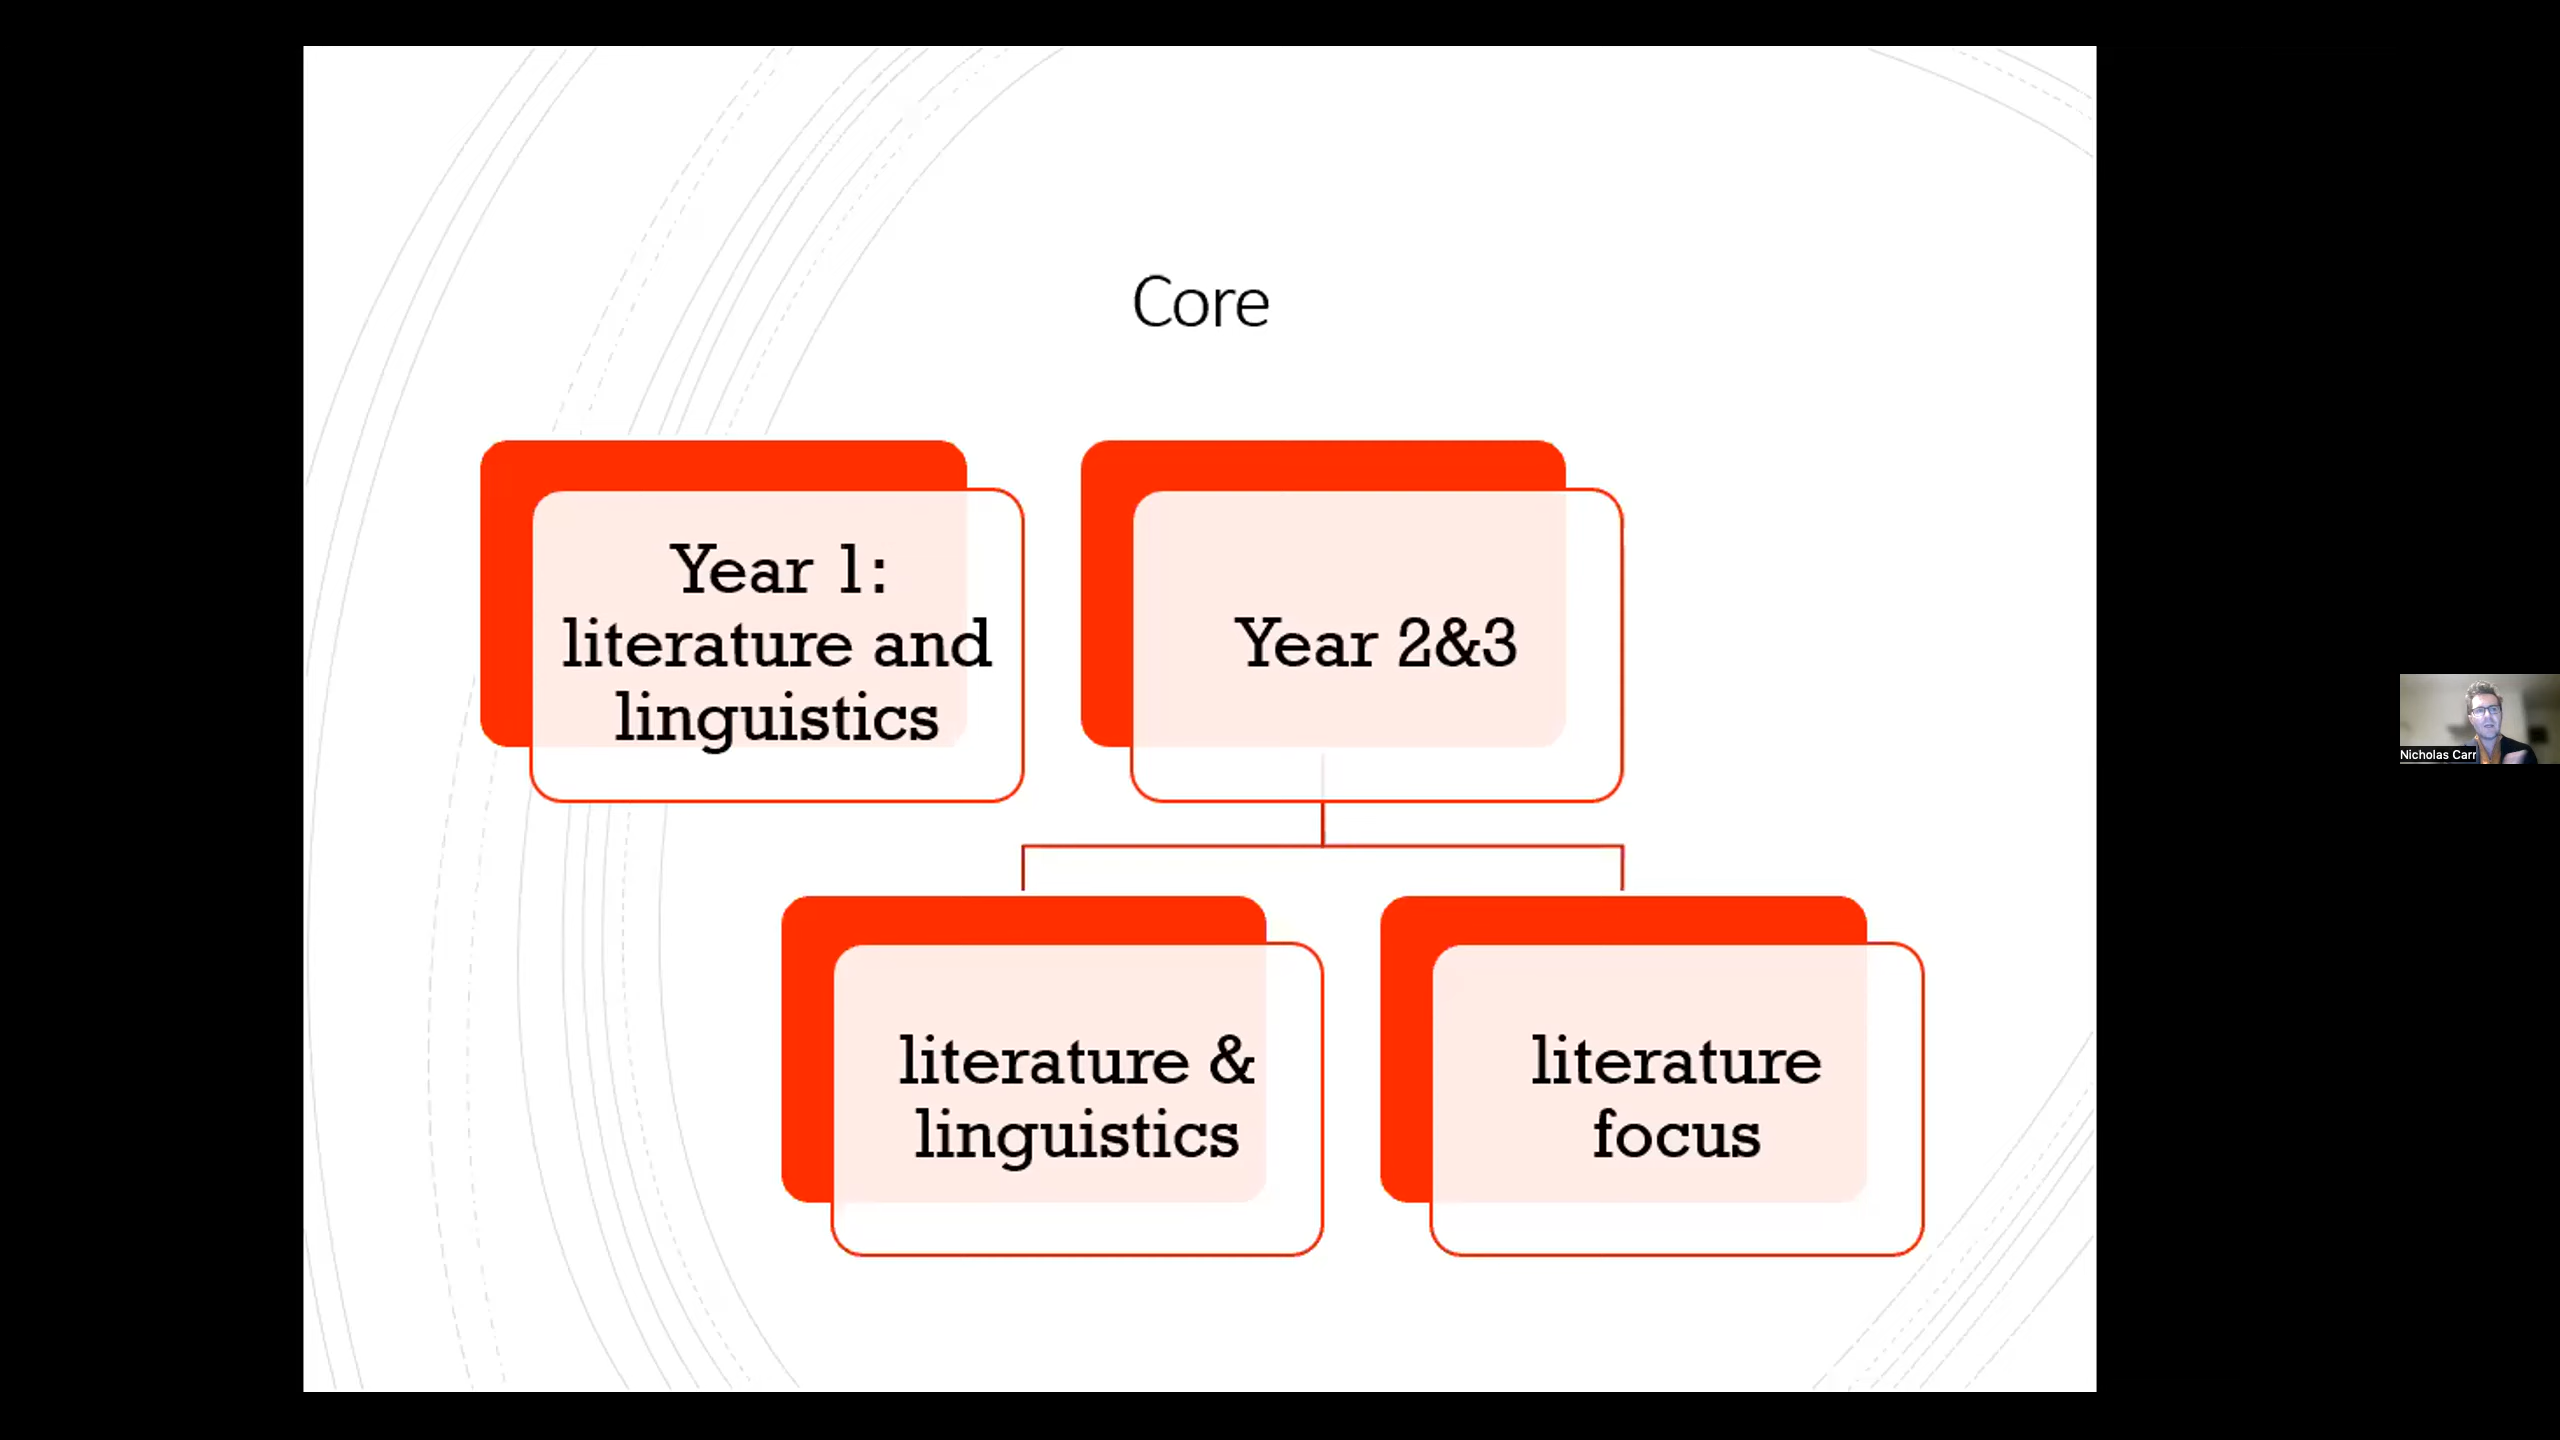 Core
Year 1:
literature and
linguistics
Year 2&3
literature &
linguistics
literature
focus
Nicholas Carr